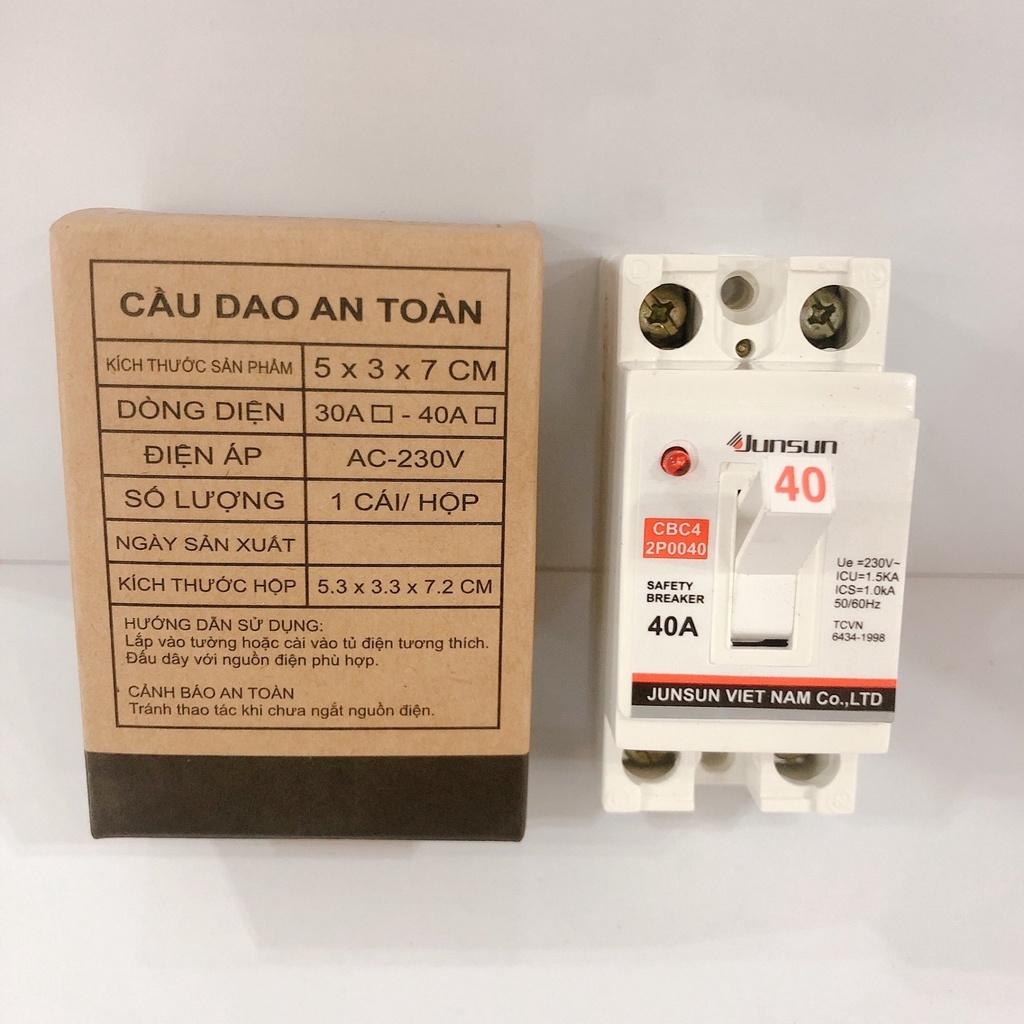 CẦU DAO AN TOÀN
KÍCH THƯỚC SẢN PHẨM 5 x 3 x 7 CM
DÒNG DIỆN 30A ☐ - 40A ☐
ĐIỆN ÁP AC-230V
SỐ LƯỢNG 1 CÁI/ HỘP
NGÀY SẢN XUẤT
KÍCH THƯỚC HỘP 5.3 x 3.3 x 7.2 CM
HƯỚNG DẪN SỬ DỤNG:
Lắp vào tường hoặc cài vào tủ điện tương thích.
Đấu dây với nguồn điện phù hợp.
CẢNH BÁO AN TOÀN
Tránh thao tác khi chưa ngắt nguồn điện.
Junsun
40
CBC4
2P0040
SAFETY
BREAKER
40A
Ue =230V~
ICU=1.5KA
ICS=1.0kA
50/60Hz
TCVN
6434-1998
JUNSUN VIET NAM Co.,LTD